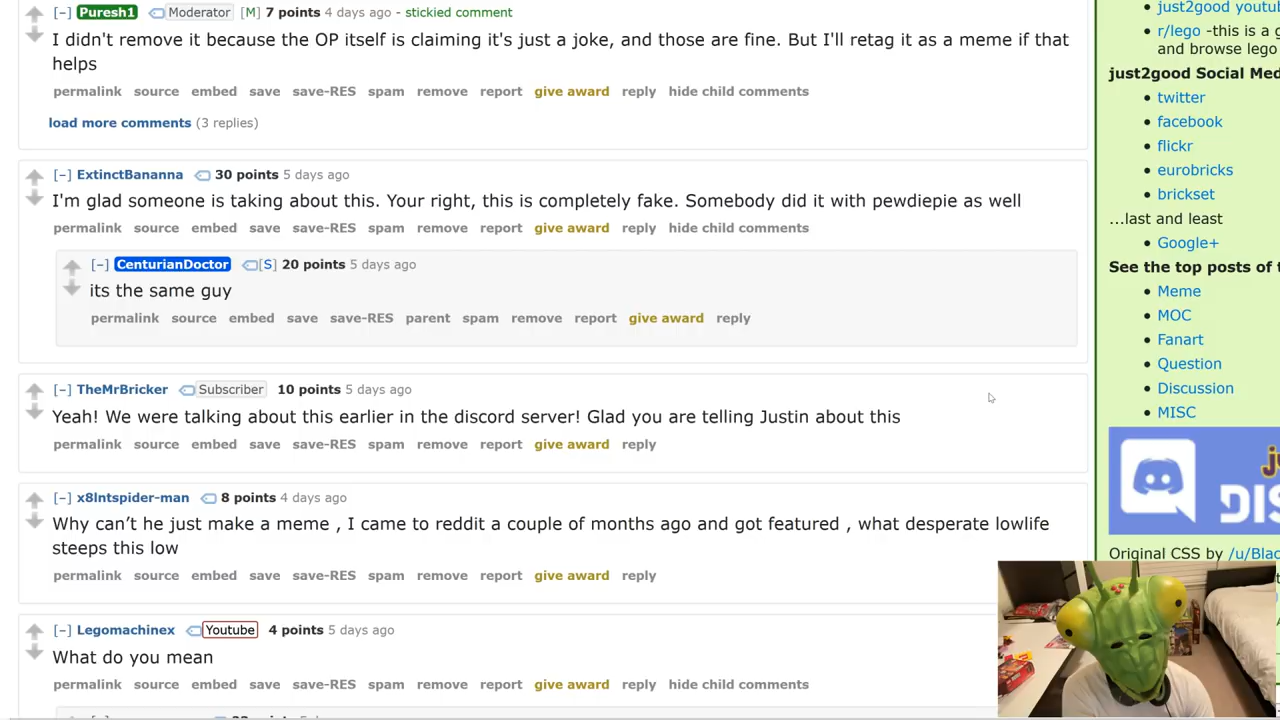 [–] Puresh1 Moderator [M] 7 points 4 days ago - stickied comment
I didn't remove it because the OP itself is claiming it's just a joke, and those are fine. But I'll retag it as a meme if that
helps
permalink source embed save save-RES spam remove report give award reply hide child comments
load more comments (3 replies)
[–] ExtinctBananna 30 points 5 days ago
I'm glad someone is taking about this. Your right, this is completely fake. Somebody did it with pewdiepie as well
permalink source embed save save-RES spam remove report give award reply hide child comments
[–] CenturianDoctor [S] 20 points 5 days ago
its the same guy
permalink source embed save save-RES parent spam remove report give award reply
[–] TheMrBricker Subscriber 10 points 5 days ago
Yeah! We were talking about this earlier in the discord server! Glad you are telling Justin about this
permalink source embed save save-RES spam remove report give award reply
[–] x8lntspider-man 8 points 4 days ago
Why can’t he just make a meme , I came to reddit a couple of months ago and got featured , what desperate lowlife
steeps this low
permalink source embed save save-RES spam remove report give award reply
[–] Legomachinex Youtube 4 points 5 days ago
What do you mean
permalink source embed save save-RES spam remove report give award reply hide child comments
just2good youtu
r/lego -this is a
and browse lego
just2good Social Med
twitter
facebook
flickr
eurobricks
brickset
...last and least
Google+
See the top posts of t
Meme
MOC
Fanart
Question
Discussion
MISC
DIS
Original CSS by /u/Blac